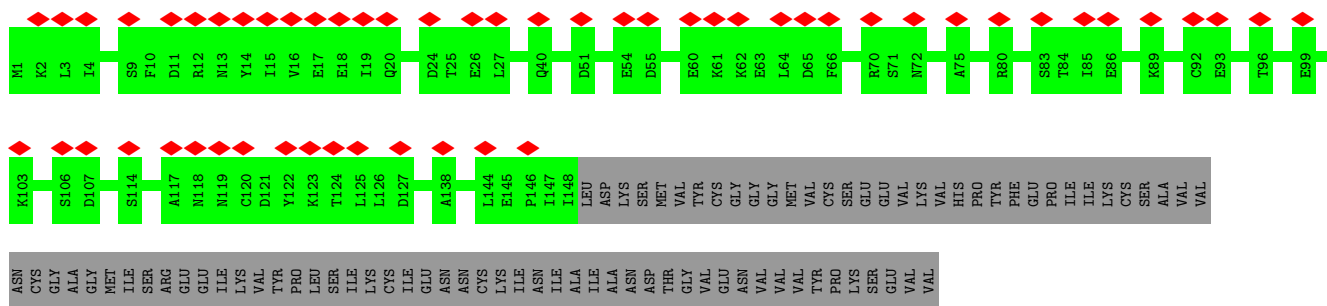 M1 K2 L3 I4 S9 F10 D11 R12 N13 Y14 I15 V16 E17 E18 I19 Q20 D24 T25 E26 L27 Q40 D51 E54 D55 E60 K61 K62 E63 L64 D65 F66 R70 S71 N72 A75 R80 S83 T84 I85 E86 K89 C92 E93 T96 E99
K103 S106 D107 S114 A117 N118 N119 C120 D121 Y122 K123 T124 L125 L126 D127 A138 L144 E145 P146 I147 I148 LEU ASP LYS SER MET VAL TYR CYS GLY GLY GLY MET VAL CYS SER GLU GLU VAL LYS VAL HIS PRO TYR PHE GLU PRO ILE ILE LYS CYS SER ALA VAL VAL
ASN CYS GLY ALA GLY MET ILE SER ARG GLU GLU ILE LYS VAL TYR PRO LEU SER ILE LYS CYS ILE GLU ASN ASN CYS LYS ILE ASN ILE ALA ILE ALA ASN ASP THR GLY VAL GLU ASN VAL VAL VAL TYR PRO LYS SER GLU VAL VAL